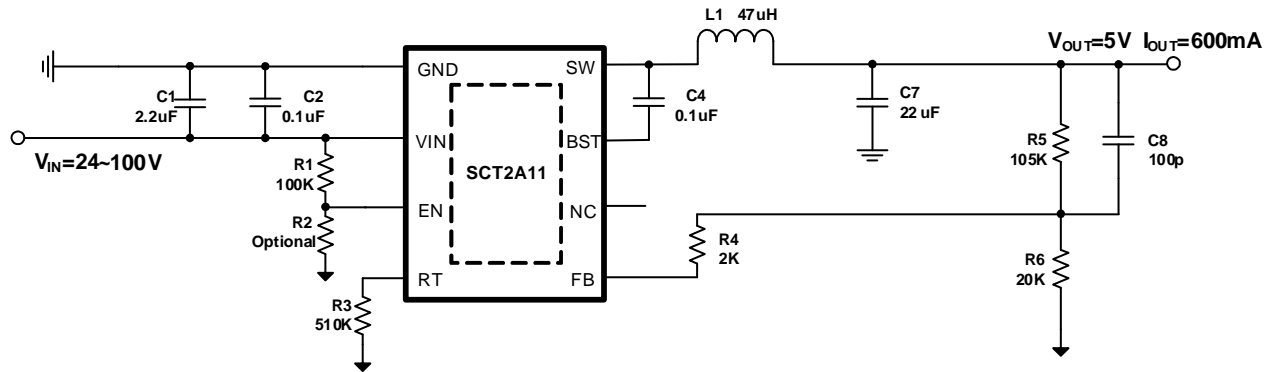 L1 47uH
VOUT=5V IOUT=600mA
GND
SW
C1
2.2uF
C2
0.1uF
C4
0.1uF
C7
22uF
R5
105K
C8
100p
VIN
BST
VIN=24~100V
R1
100K
SCT2A11
EN
NC
R2
Optional
R4
2K
R6
20K
RT
FB
R3
510K